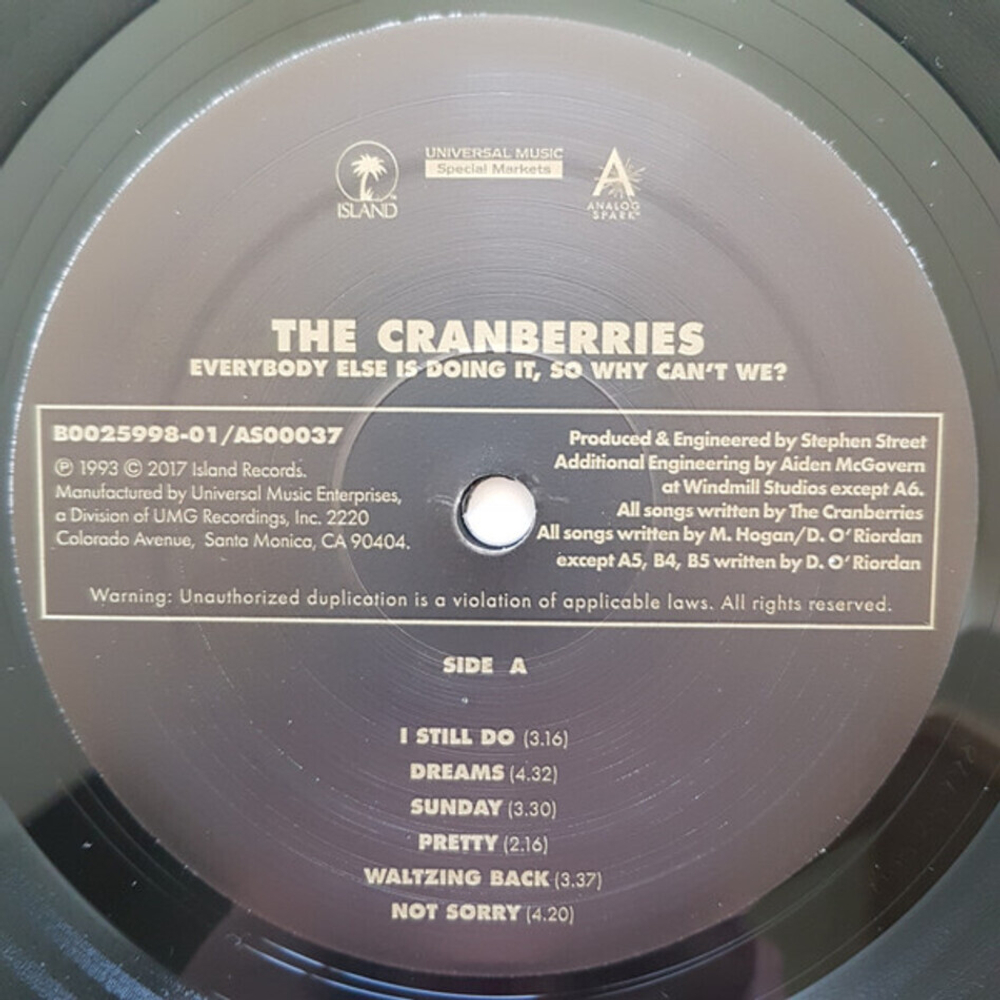 ISLAND
UNIVERSAL MUSIC
Special Markets
A
ANALOG
SPARK
THE CRANBERRIES
EVERYBODY ELSE IS DOING IT, SO WHY CAN'T WE?
B0025998-01/AS00037
℗ 1993 © 2017 Island Records.
Manufactured by Universal Music Enterprises,
a Division of UMG Recordings, Inc. 2220
Colorado Avenue, Santa Monica, CA 90404.
Produced & Engineered by Stephen Street
Additional Engineering by Aiden McGovern
at Windmill Studios except A6.
All songs written by The Cranberries
All songs written by M. Hogan/D. O'Riordan
except A5, B4, B5 written by D. O'Riordan
Warning: Unauthorized duplication is a violation of applicable laws. All rights reserved.
SIDE A
I STILL DO (3.16)
DREAMS (4.32)
SUNDAY (3.30)
PRETTY (2.16)
WALTZING BACK (3.37)
NOT SORRY (4.20)